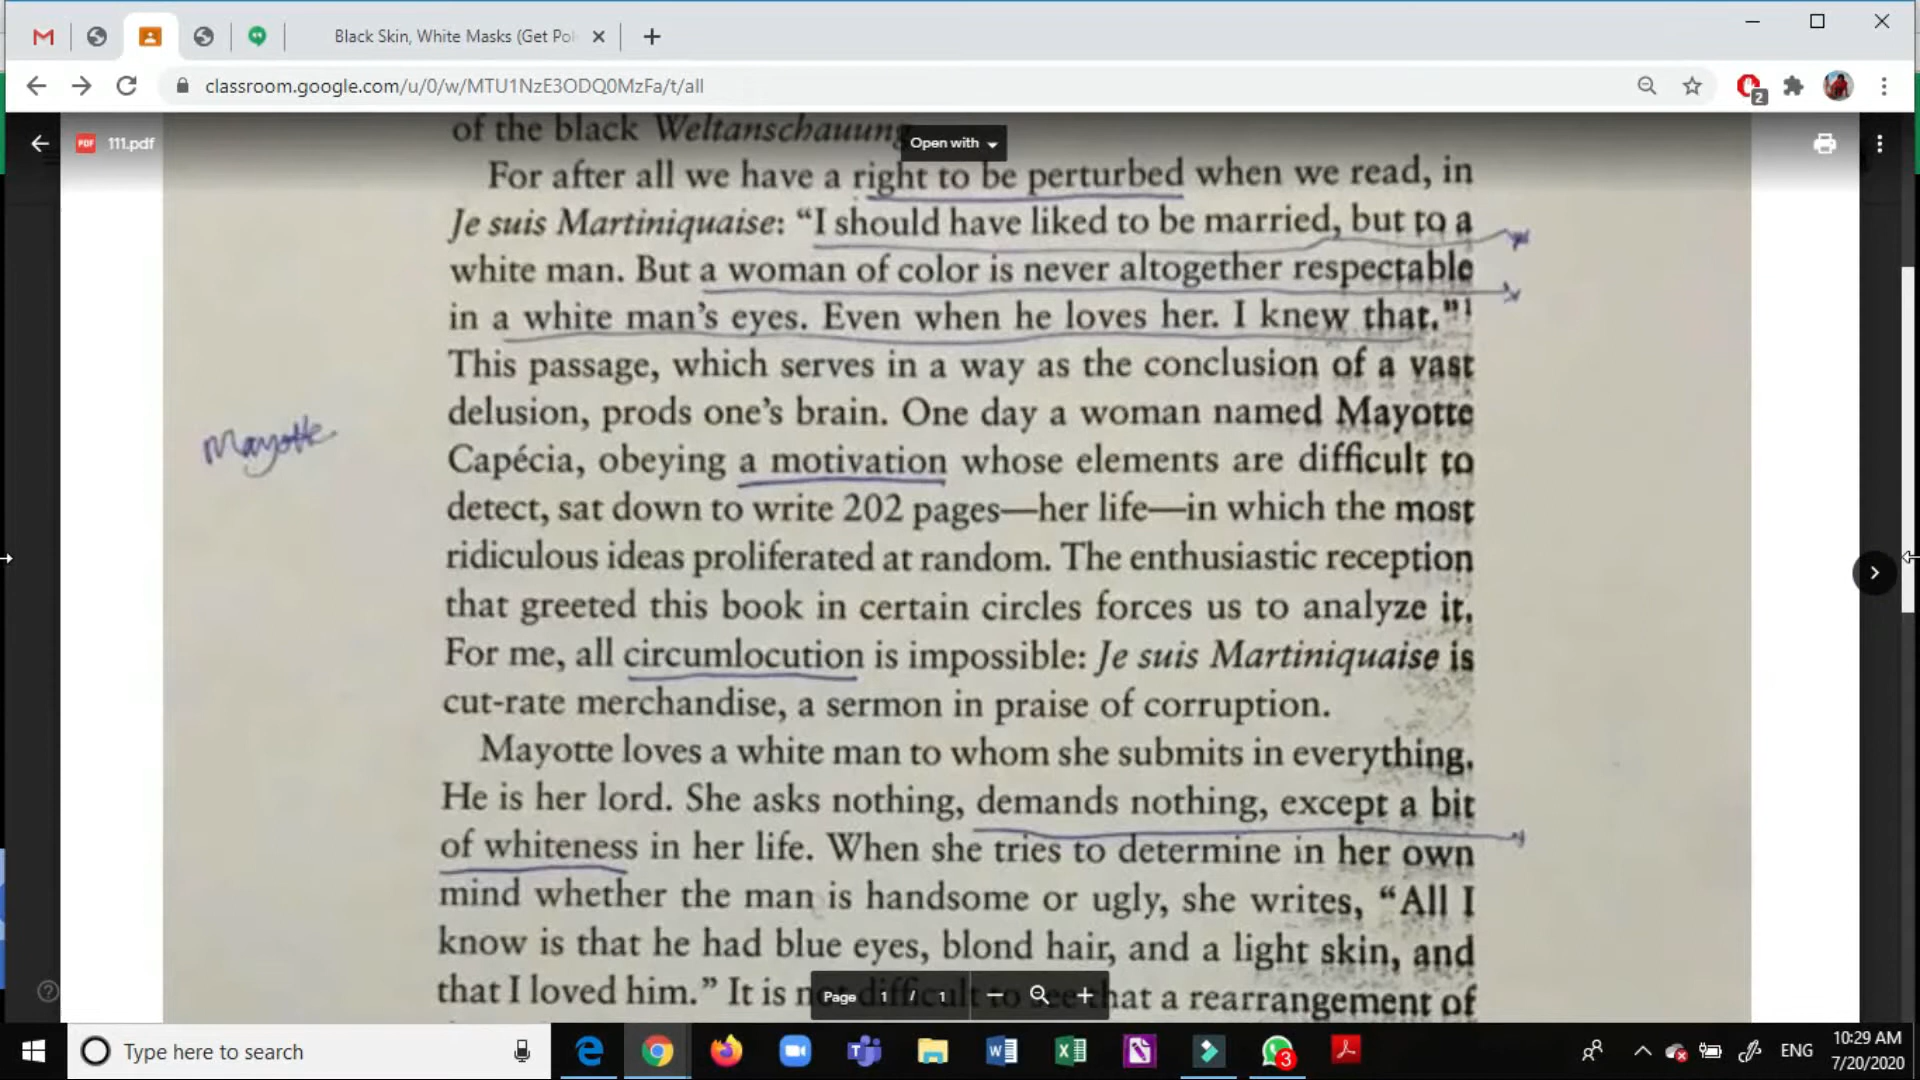 Black Skin, White Masks (Get Pol
classroom.google.com/u/0/w/MTU1NzE3ODQ0MzFa/t/all
2
PDF 111.pdf
Open with
of the black Weltanschauung
For after all we have a right to be perturbed when we read, in
Je suis Martiniquaise: “I should have liked to be married, but to a
white man. But a woman of color is never altogether respectable
in a white man’s eyes. Even when he loves her. I knew that.”1
This passage, which serves in a way as the conclusion of a vast
delusion, prods one’s brain. One day a woman named Mayotte
Mayotte
Capécia, obeying a motivation whose elements are difficult to
detect, sat down to write 202 pages—her life—in which the most
ridiculous ideas proliferated at random. The enthusiastic reception
that greeted this book in certain circles forces us to analyze it.
For me, all circumlocution is impossible: Je suis Martiniquaise is
cut-rate merchandise, a sermon in praise of corruption.
Mayotte loves a white man to whom she submits in everything.
He is her lord. She asks nothing, demands nothing, except a bit
of whiteness in her life. When she tries to determine in her own
mind whether the man is handsome or ugly, she writes, “All I
know is that he had blue eyes, blond hair, and a light skin, and
that I loved him.” It is not difficult to see that a rearrangement of
Page 1 / 1
Type here to search
3
ENG
10:29 AM
7/20/2020